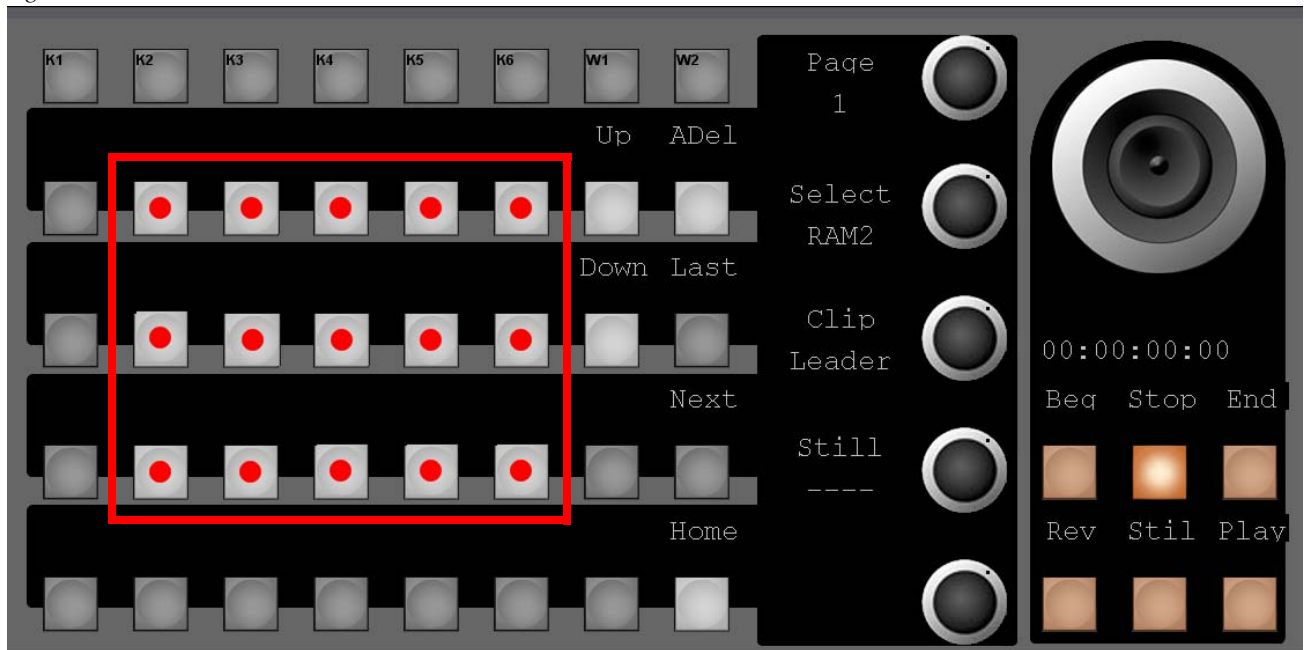 K1 K2 K3 K4 K5 K6 W1 W2
Page
1
Up ADel
Select
RAM2
Down Last
Clip
Leader
00:00:00:00
Next
Beg Stop End
Still
----
Home
Rev Stil Play